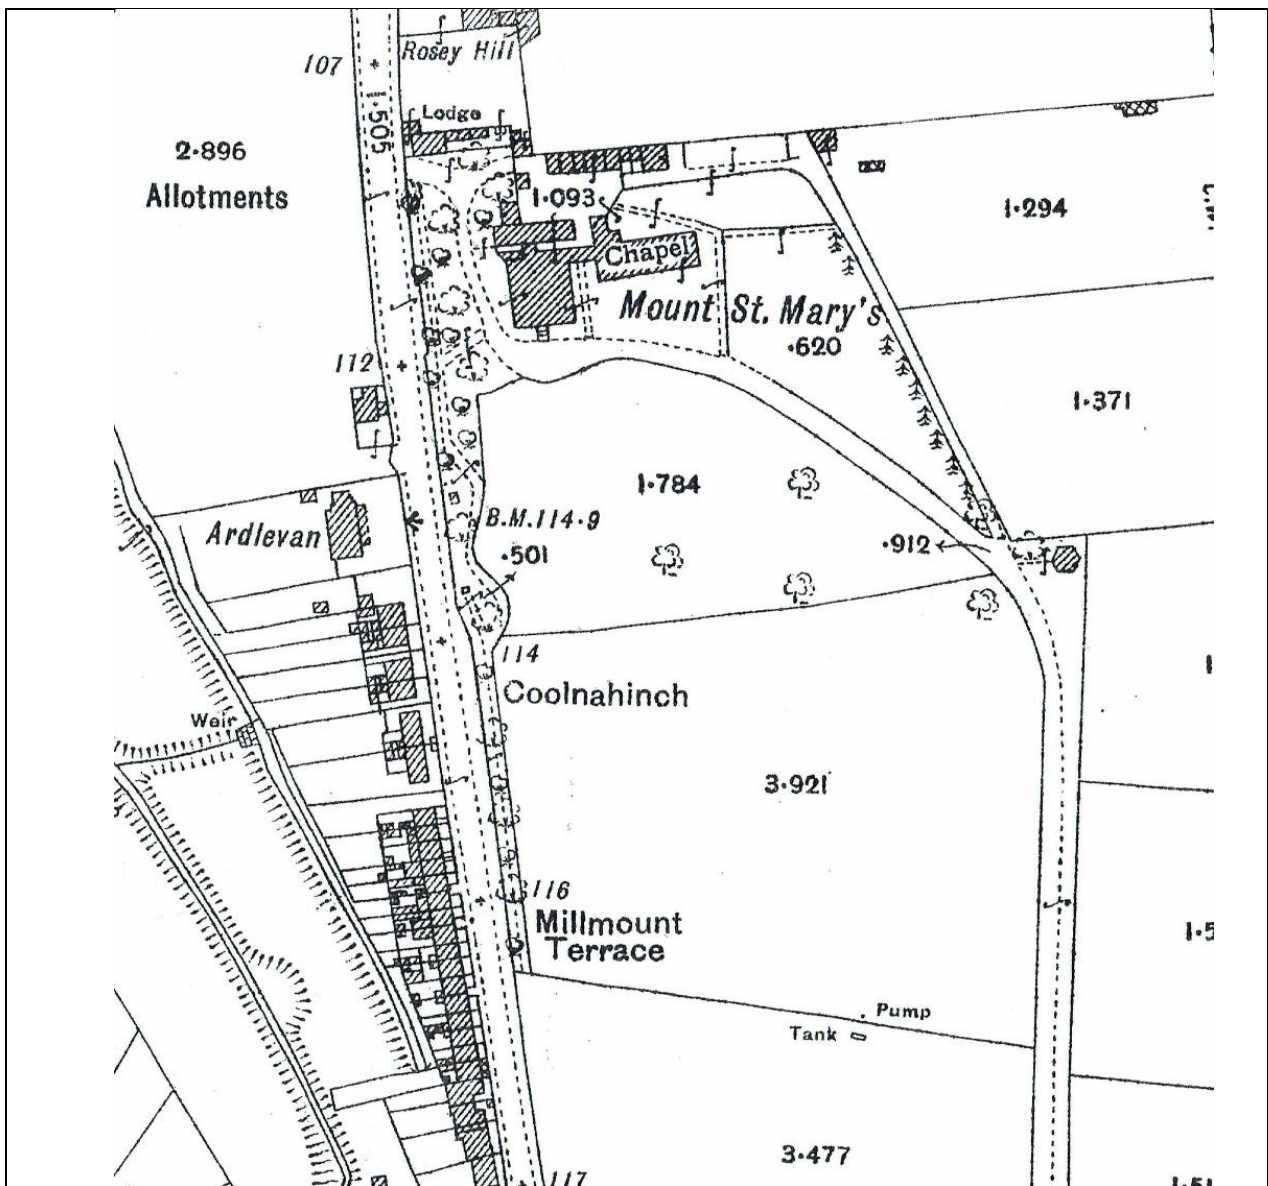 Rosey Hill
107
1·505
Lodge
2·896
Allotments
1·093
1·294
Chapel
Mount St. Mary's
·620
112
1·371
1·784
B.M.114·9
Ardlevan
·912
·501
114
Coolnahinch
Weir
3·921
116
Millmount
Terrace
Pump
Tank
3·477
117